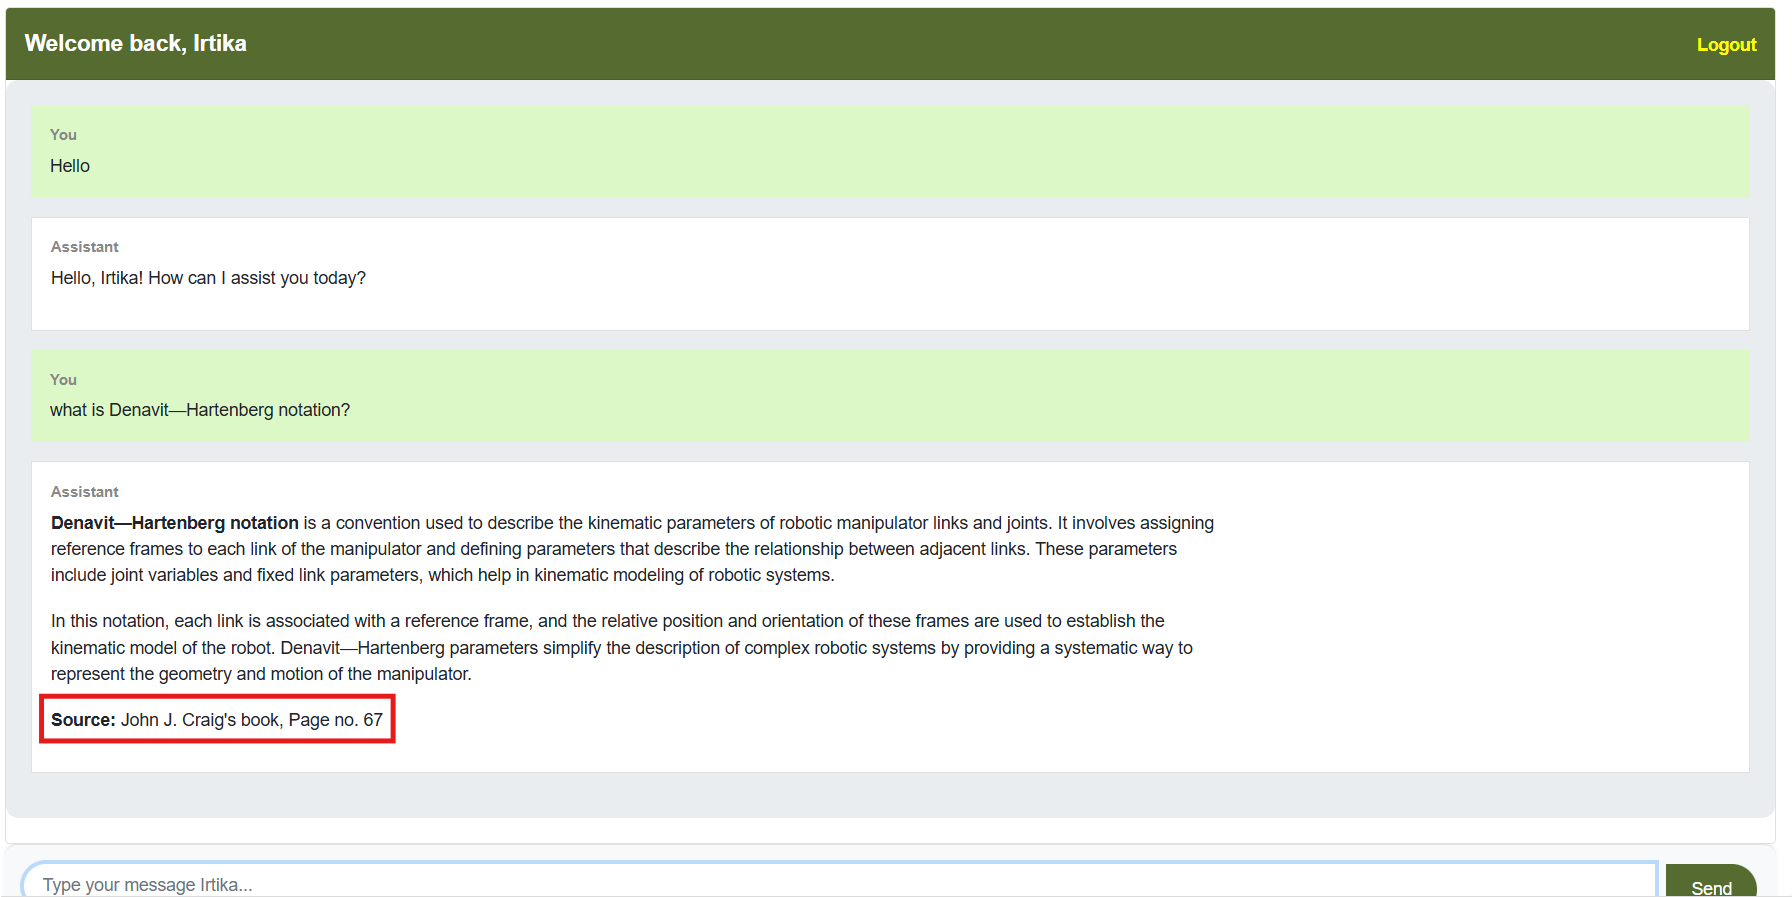 Welcome back, Irtika
Logout
You
Hello
Assistant
Hello, Irtika! How can I assist you today?
You
what is Denavit—Hartenberg notation?
Assistant
Denavit—Hartenberg notation is a convention used to describe the kinematic parameters of robotic manipulator links and joints. It involves assigning
reference frames to each link of the manipulator and defining parameters that describe the relationship between adjacent links. These parameters
include joint variables and fixed link parameters, which help in kinematic modeling of robotic systems.
In this notation, each link is associated with a reference frame, and the relative position and orientation of these frames are used to establish the
kinematic model of the robot. Denavit—Hartenberg parameters simplify the description of complex robotic systems by providing a systematic way to
represent the geometry and motion of the manipulator.
Source: John J. Craig's book, Page no. 67
Type your message Irtika...
Send